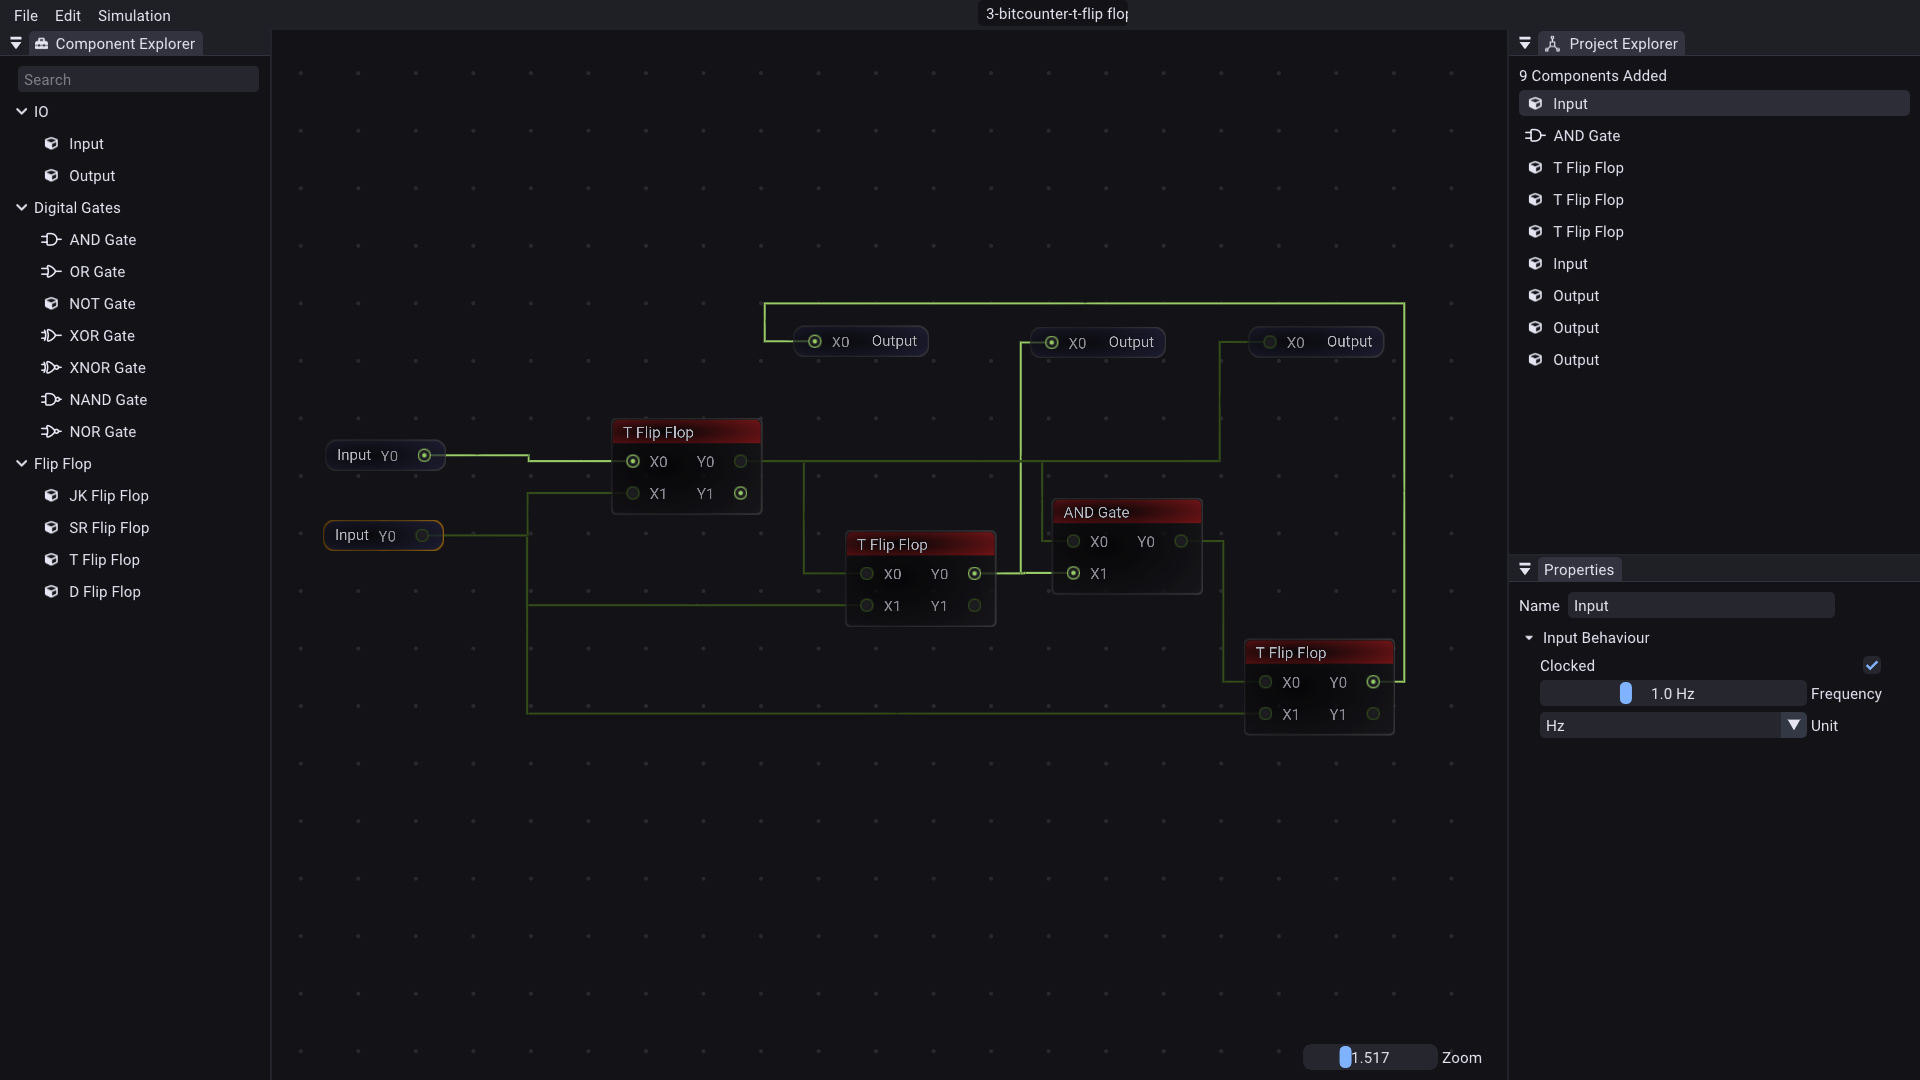 File Edit Simulation
3-bitcounter-t-flip flop
Component Explorer
Search
IO
Input
Output
Digital Gates
AND Gate
OR Gate
NOT Gate
XOR Gate
XNOR Gate
NAND Gate
NOR Gate
Flip Flop
JK Flip Flop
SR Flip Flop
T Flip Flop
D Flip Flop
X0 Output
X0 Output
X0 Output
Input Y0
Input Y0
T Flip Flop
X0 Y0
X1 Y1
T Flip Flop
X0 Y0
X1 Y1
AND Gate
X0 Y0
X1
T Flip Flop
X0 Y0
X1 Y1
1.517 Zoom
Project Explorer
9 Components Added
Input
AND Gate
T Flip Flop
T Flip Flop
T Flip Flop
Input
Output
Output
Output
Properties
Name Input
Input Behaviour
Clocked
1.0 Hz Frequency
Hz Unit